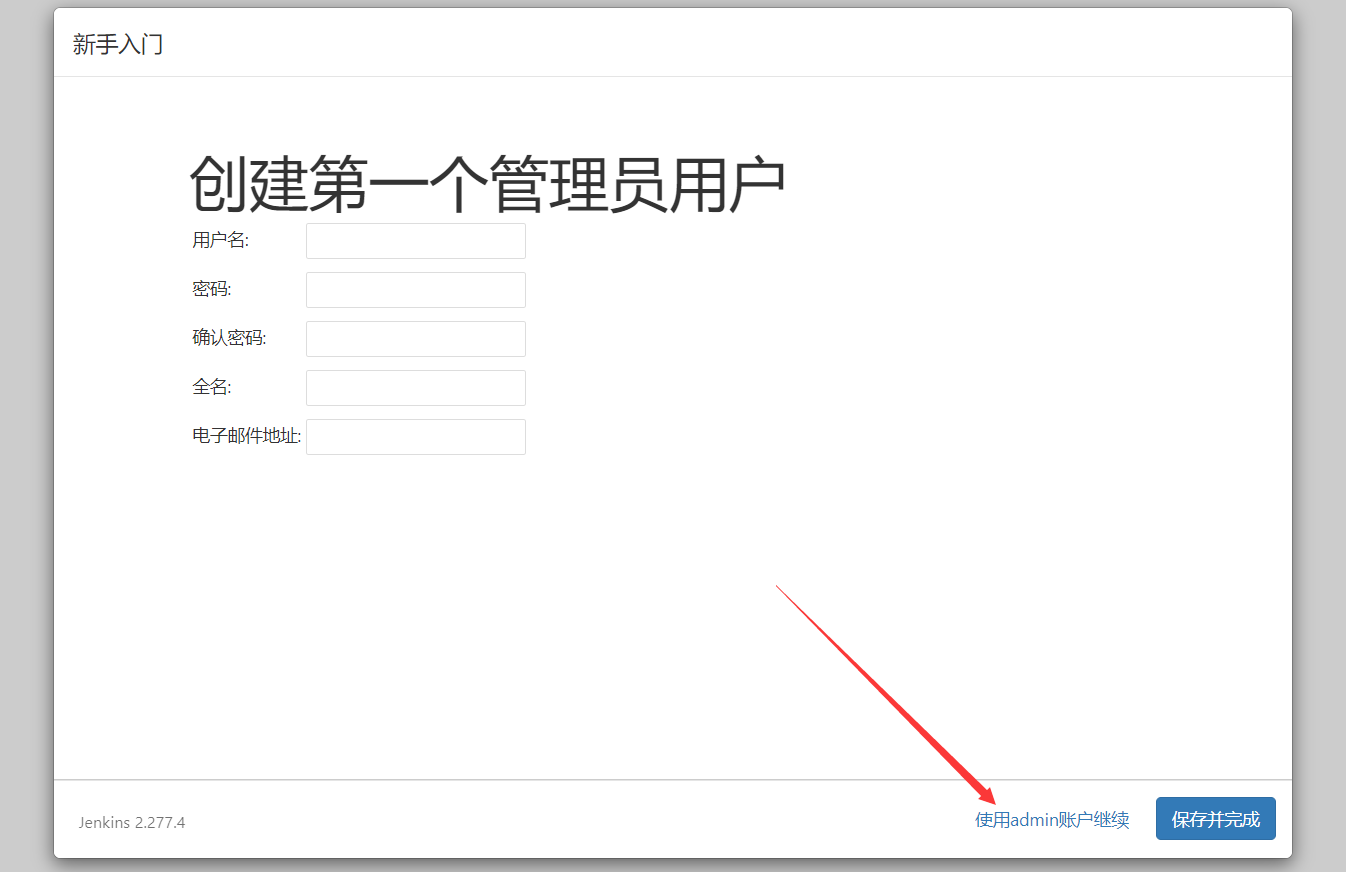 新手入门
创建第一个管理员用户
用户名:
密码:
确认密码:
全名:
电子邮件地址:
Jenkins 2.277.4
使用admin账户继续
保存并完成